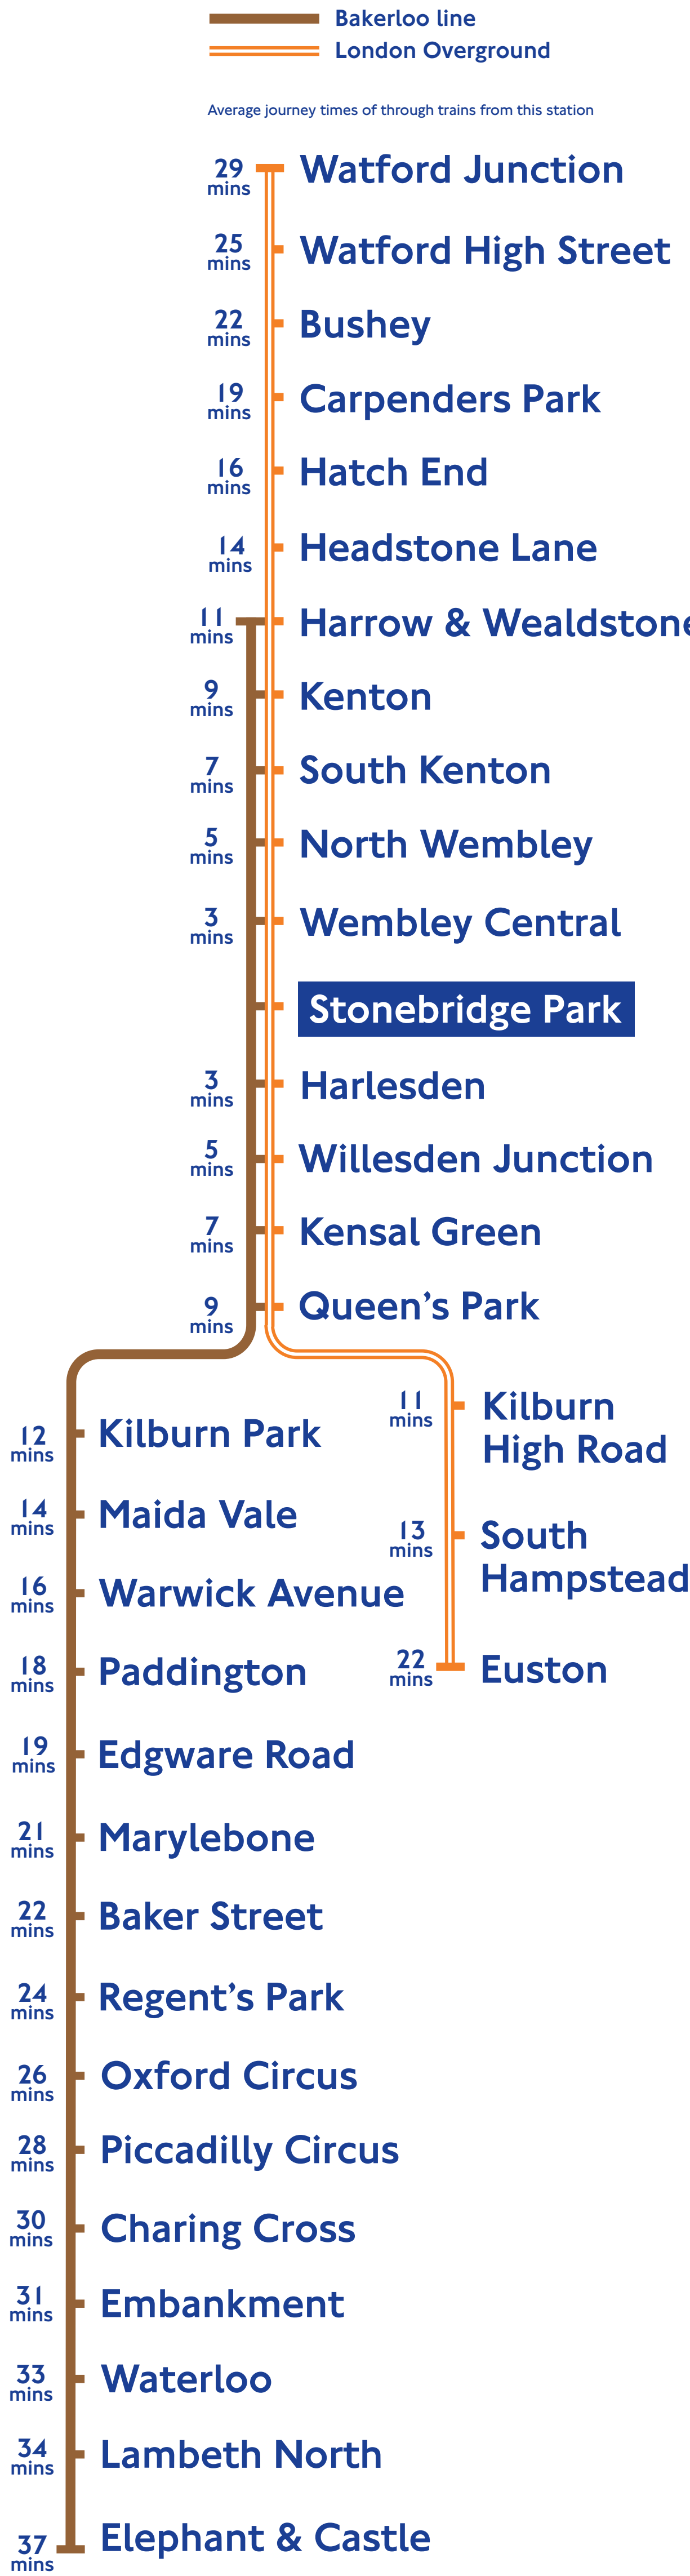 Bakerloo line
London Overground
Average journey times of through trains from this station
29
mins
Watford Junction
25
mins
Watford High Street
22
mins
Bushey
19
mins
Carpenders Park
16
mins
Hatch End
14
mins
Headstone Lane
11
mins
Harrow & Wealdstone
9
mins
Kenton
7
mins
South Kenton
5
mins
North Wembley
3
mins
Wembley Central
Stonebridge Park
3
mins
Harlesden
5
mins
Willesden Junction
7
mins
Kensal Green
9
mins
Queen’s Park
11
mins
Kilburn
High Road
13
mins
South
Hampstead
22
mins
Euston
12
mins
Kilburn Park
14
mins
Maida Vale
16
mins
Warwick Avenue
18
mins
Paddington
19
mins
Edgware Road
21
mins
Marylebone
22
mins
Baker Street
24
mins
Regent’s Park
26
mins
Oxford Circus
28
mins
Piccadilly Circus
30
mins
Charing Cross
31
mins
Embankment
33
mins
Waterloo
34
mins
Lambeth North
37
mins
Elephant & Castle